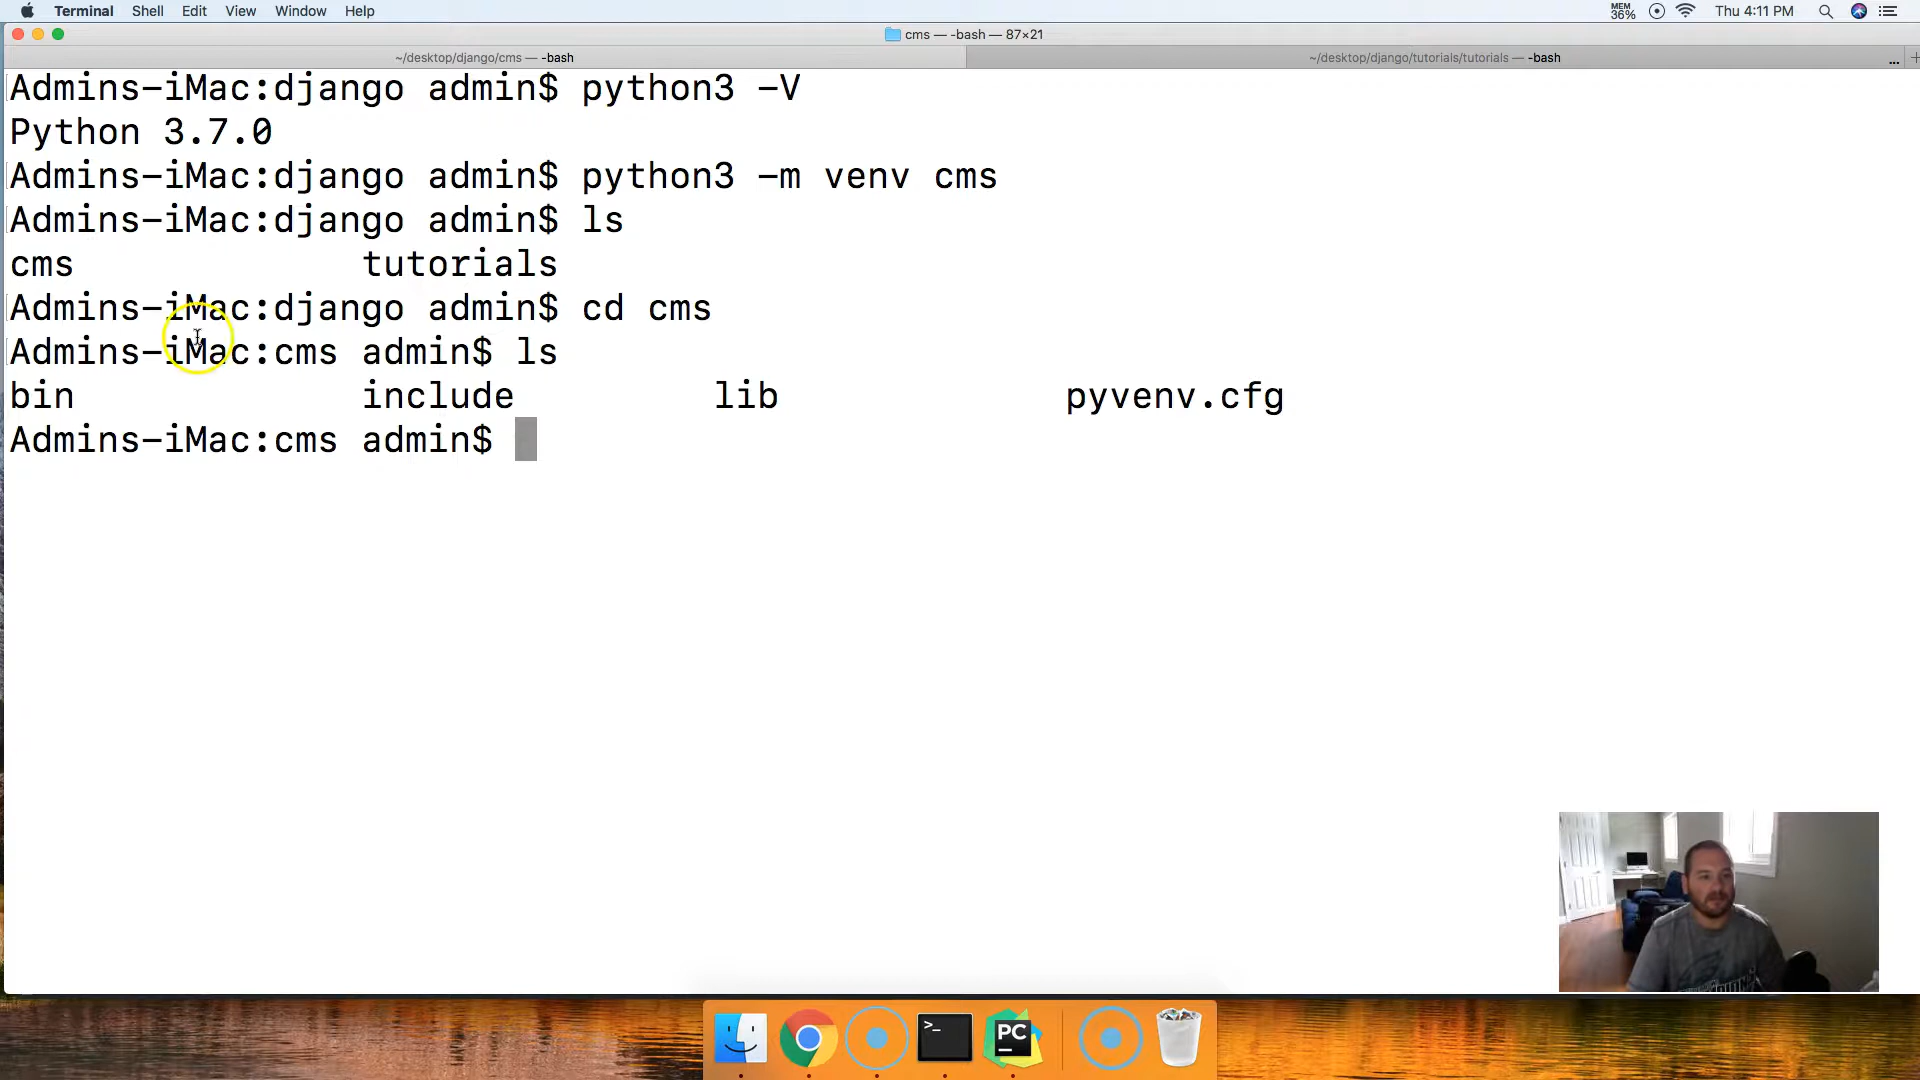 Terminal Shell Edit View Window Help MEM 36% Thu 4:11 PM
cms — -bash — 87×21
~/desktop/django/cms — -bash ~/desktop/django/tutorials/tutorials — -bash ... +
Admins-iMac:django admin$ python3 -V
Python 3.7.0
Admins-iMac:django admin$ python3 -m venv cms
Admins-iMac:django admin$ ls
cms tutorials
Admins-iMac:django admin$ cd cms
Admins-iMac:cms admin$ ls
bin include lib pyvenv.cfg
Admins-iMac:cms admin$
>_ PC